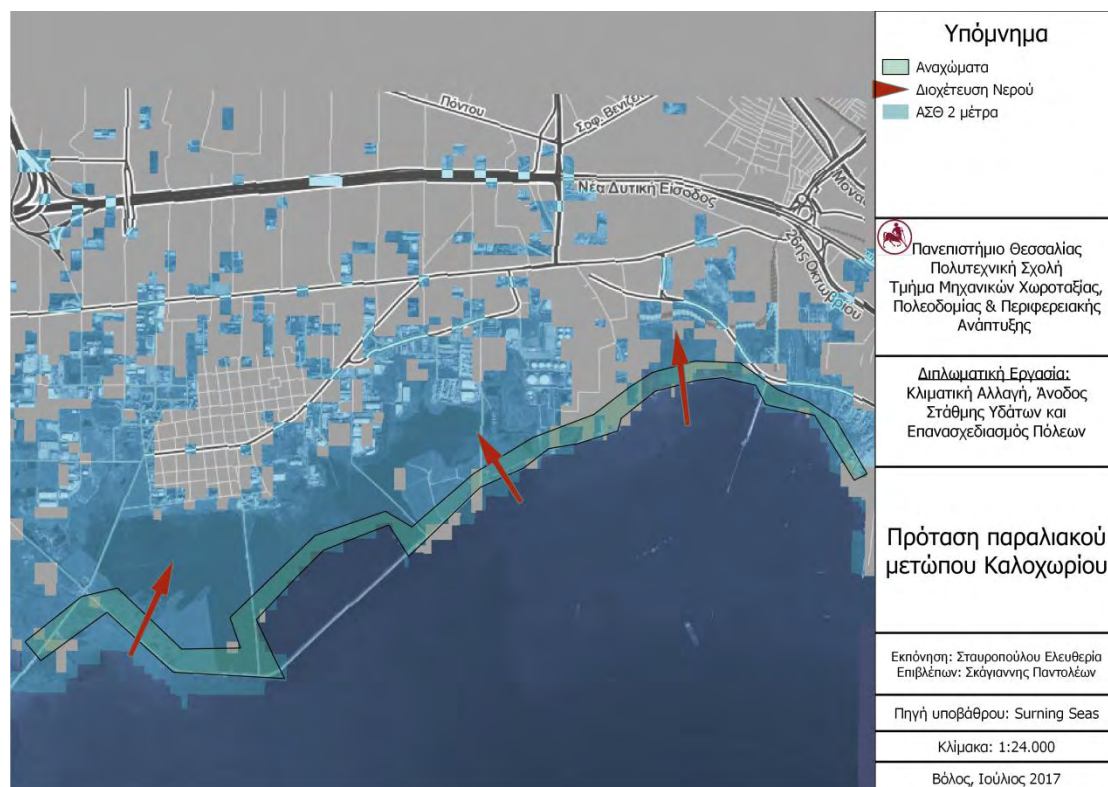 Υπόμνημα
Αναχώματα
Διοχέτευση Νερού
ΑΣΘ 2 μέτρα
Πανεπιστήμιο Θεσσαλίας
Πολυτεχνική Σχολή
Τμήμα Μηχανικών Χωροταξίας,
Πολεοδομίας & Περιφερειακής
Ανάπτυξης
Διπλωματική Εργασία:
Κλιματική Αλλαγή, Άνοδος
Στάθμης Υδάτων και
Επανασχεδιασμός Πόλεων
Πρόταση παραλιακού
μετώπου Καλοχωρίου
Εκπόνηση: Σταυροπούλου Ελευθερία
Επιβλέπων: Σκάγιαννης Παντολέων
Πηγή υποβάθρου: Surning Seas
Κλίμακα: 1:24.000
Βόλος, Ιούλιος 2017
Πόντου
Σοφ. Βενιζέλ
Νέα Δυτική Είσοδος
26ης Οκτωβρίου
Μονασ